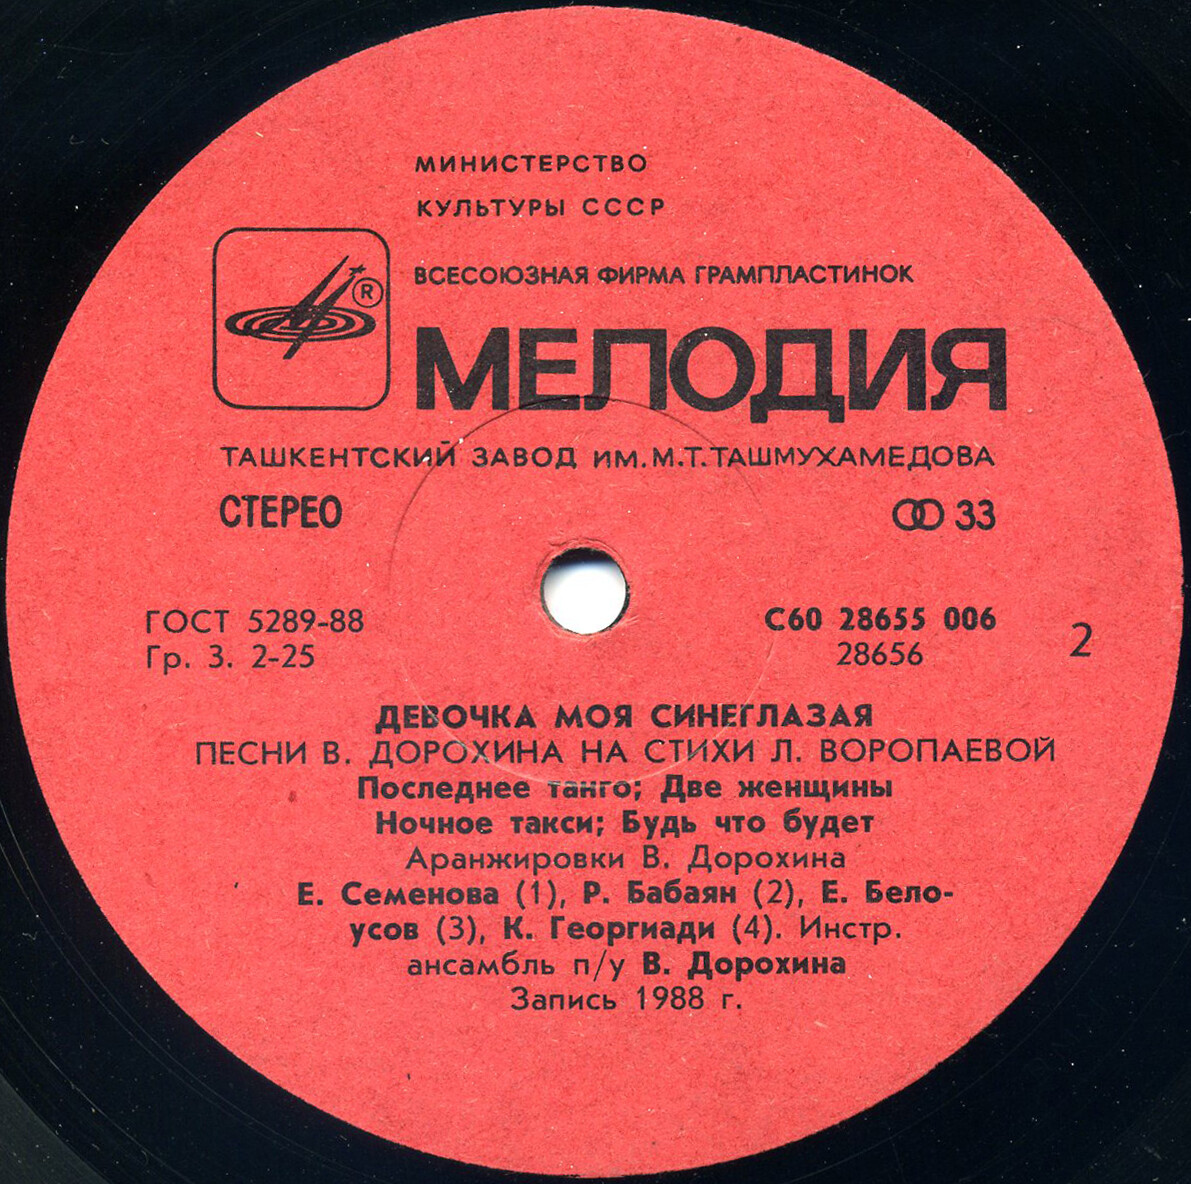 МИНИСТЕРСТВО
КУЛЬТУРЫ СССР
ВСЕСОЮЗНАЯ ФИРМА ГРАМПЛАСТИНОК
®
МЕЛОДИЯ
ТАШКЕНТСКИЙ ЗАВОД ИМ. М.Т. ТАШМУХАМЕДОВА
СТЕРЕО
33
ГОСТ 5289-88
Гр. 3. 2-25
С60 28655 006
28656
2
ДЕВОЧКА МОЯ СИНЕГЛАЗАЯ
ПЕСНИ В. ДОРОХИНА НА СТИХИ Л. ВОРОПАЕВОЙ
Последнее танго; Две женщины
Ночное такси; Будь что будет
Аранжировки В. Дорохина
Е. Семенова (1), Р. Бабаян (2), Е. Бело-
усов (3), К. Георгиади (4). Инстр.
ансамбль п/у В. Дорохина
Запись 1988 г.